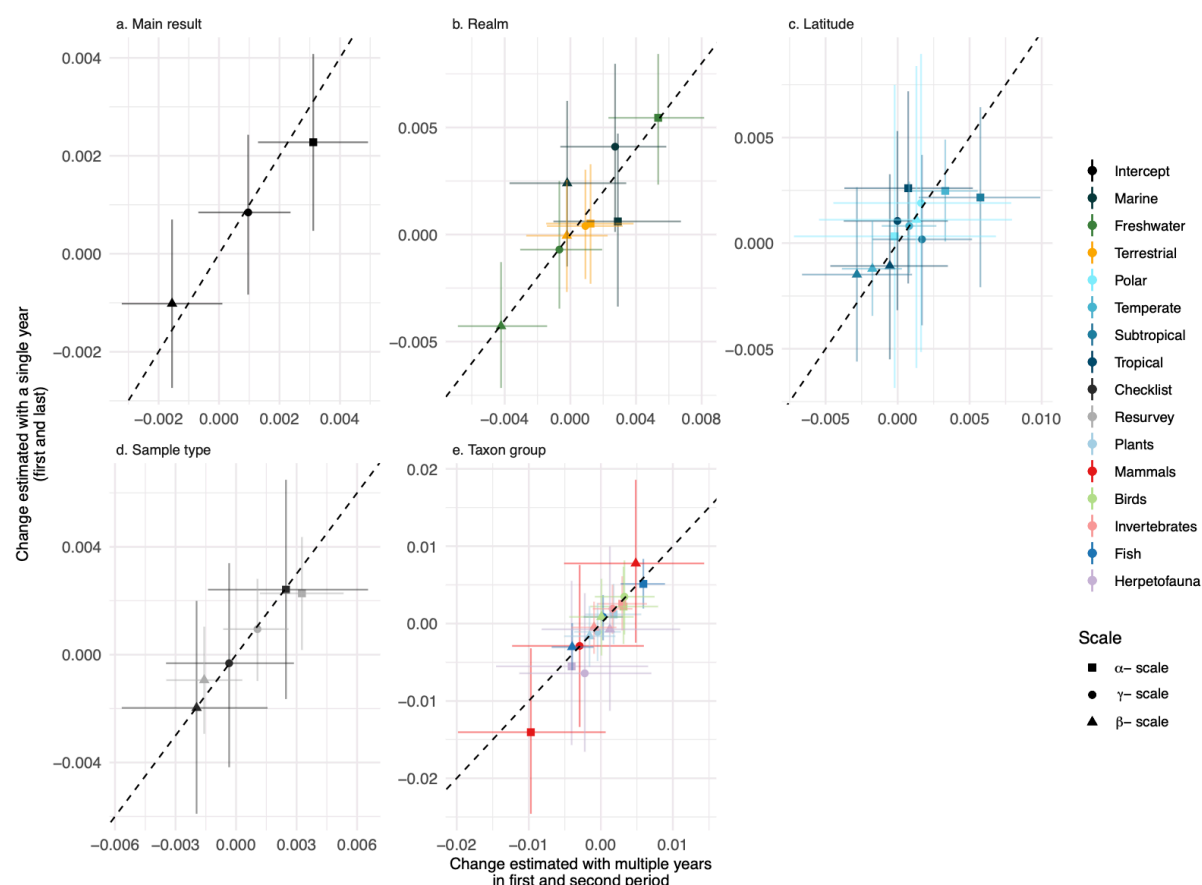 a. Main result
b. Realm
c. Latitude
0.004
0.002
0.000
−0.002
−0.002 0.000 0.002 0.004
0.005
0.000
−0.005
−0.004 0.000 0.004 0.008
0.005
0.000
−0.005
−0.005 0.000 0.005 0.010
d. Sample type
e. Taxon group
0.004
0.000
−0.004
−0.006 −0.003 0.000 0.003 0.006
0.02
0.01
0.00
−0.01
−0.02
−0.02 −0.01 0.00 0.01
Change estimated with a single year
(first and last)
Change estimated with multiple years
in first and second period
Intercept
Marine
Freshwater
Terrestrial
Polar
Temperate
Subtropical
Tropical
Checklist
Resurvey
Plants
Mammals
Birds
Invertebrates
Fish
Herpetofauna
Scale
α− scale
γ− scale
β− scale